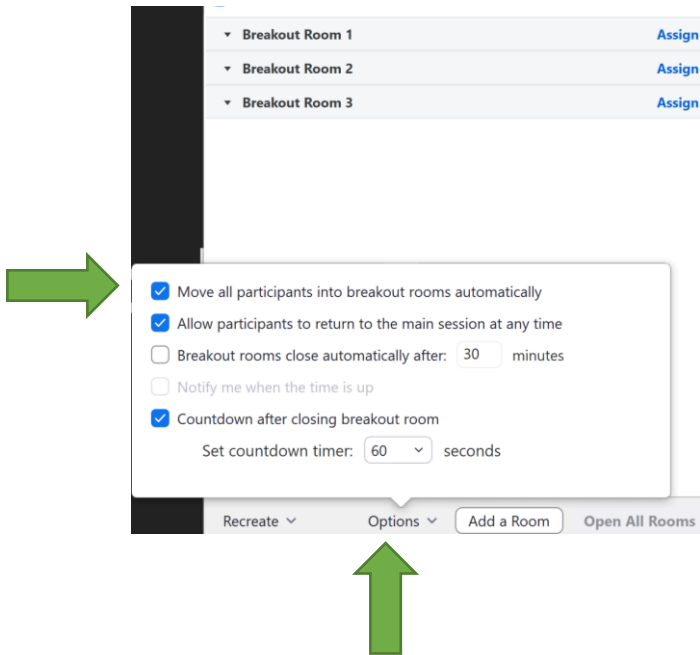 Breakout Room 1 Assign
Breakout Room 2 Assign
Breakout Room 3 Assign
Move all participants into breakout rooms automatically
Allow participants to return to the main session at any time
Breakout rooms close automatically after: 30 minutes
Notify me when the time is up
Countdown after closing breakout room
Set countdown timer: 60 seconds
Recreate Options Add a Room Open All Rooms